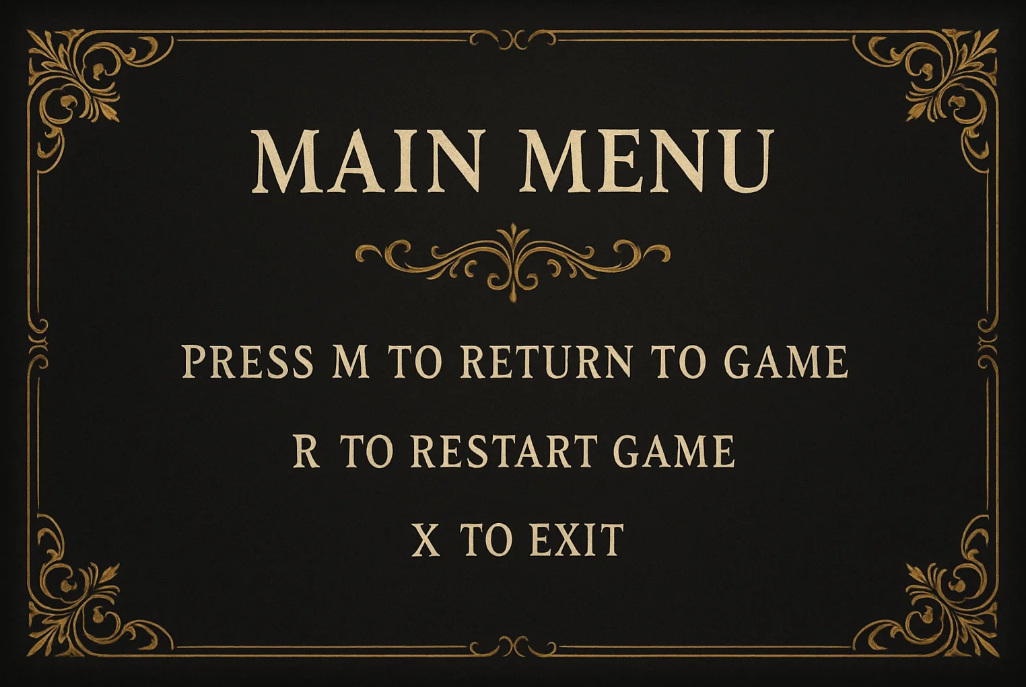 MAIN MENU
PRESS M TO RETURN TO GAME
R TO RESTART GAME
X TO EXIT